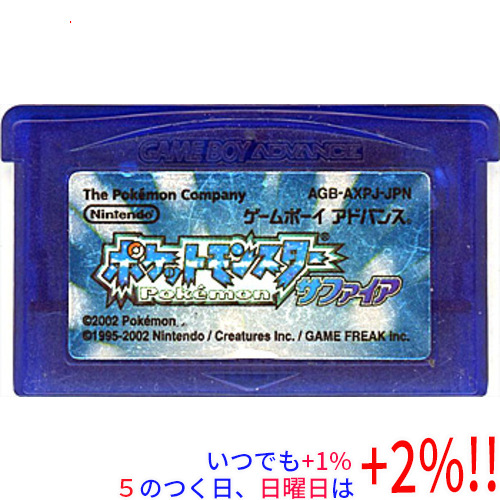 GAME BOY ADVANCE
The Pokémon Company AGB-AXPJ-JPN
Nintendo ゲームボーイ アドバンス®
ポケットモンスター®
Pokémon サファイア
©2002 Pokémon.
©1995-2002 Nintendo / Creatures Inc. / GAME FREAK Inc.
いつでも+1%
５のつく日、日曜日は+2%!!